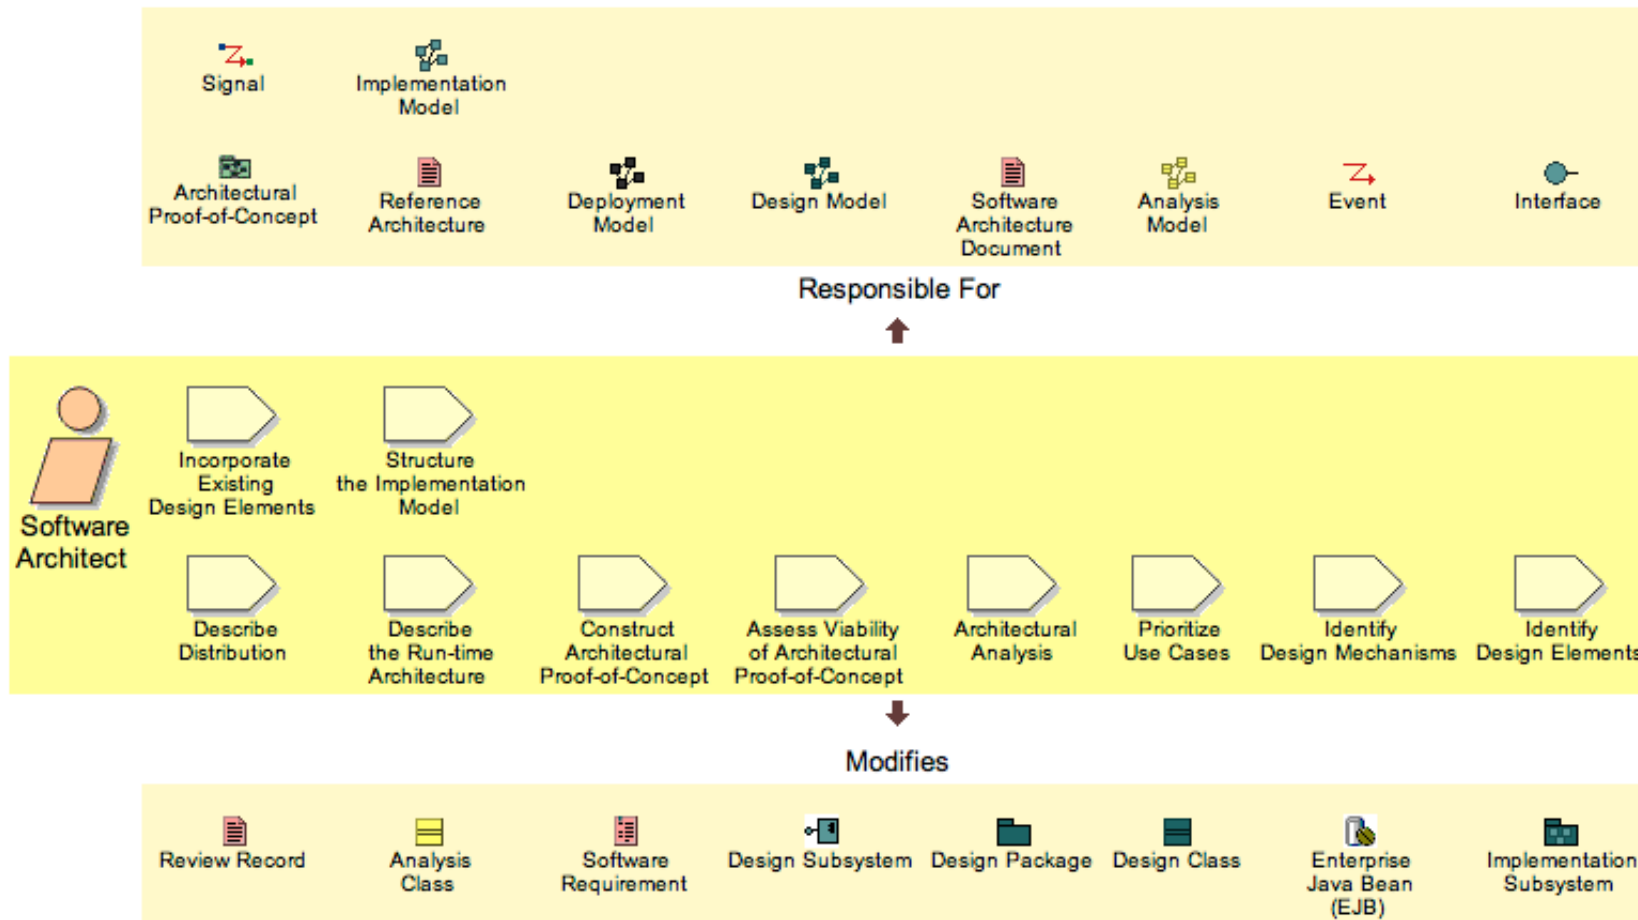 Signal
Implementation
Model
Architectural
Proof-of-Concept
Reference
Architecture
Deployment
Model
Design Model
Software
Architecture
Document
Analysis
Model
Event
Interface
Responsible For
Software
Architect
Incorporate
Existing
Design Elements
Structure
the Implementation
Model
Describe
Distribution
Describe
the Run-time
Architecture
Construct
Architectural
Proof-of-Concept
Assess Viability
of Architectural
Proof-of-Concept
Architectural
Analysis
Prioritize
Use Cases
Identify
Design Mechanisms
Identify
Design Elements
Modifies
Review Record
Analysis
Class
Software
Requirement
Design Subsystem
Design Package
Design Class
Enterprise
Java Bean
(EJB)
Implementation
Subsystem